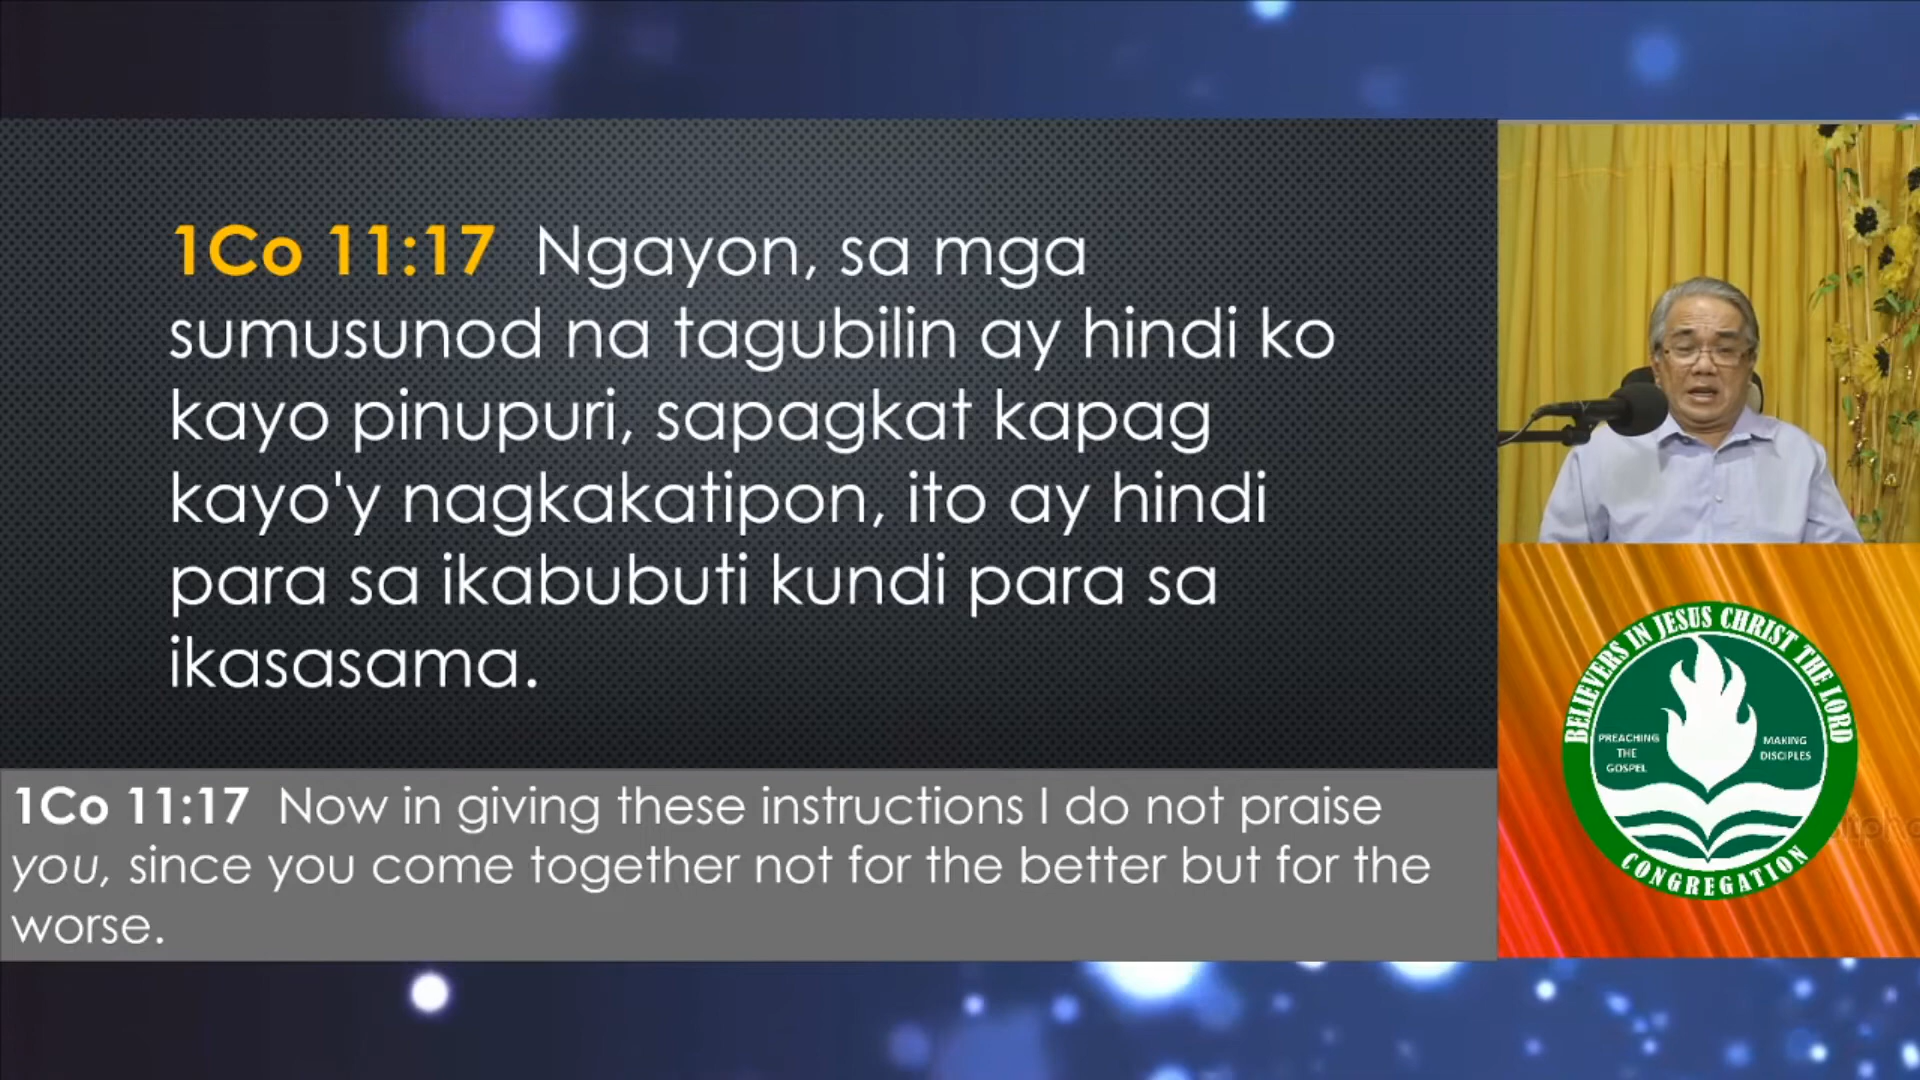 1Co 11:17 Ngayon, sa mga
sumusunod na tagubilin ay hindi ko
kayo pinupuri, sapagkat kapag
kayo'y nagkakatipon, ito ay hindi
para sa ikabubuti kundi para sa
ikasasama.
1Co 11:17 Now in giving these instructions I do not praise
you, since you come together not for the better but for the
worse.
BELIEVERS IN JESUS CHRIST THE LORD
PREACHING
THE
GOSPEL
MAKING
DISCIPLES
CONGREGATION